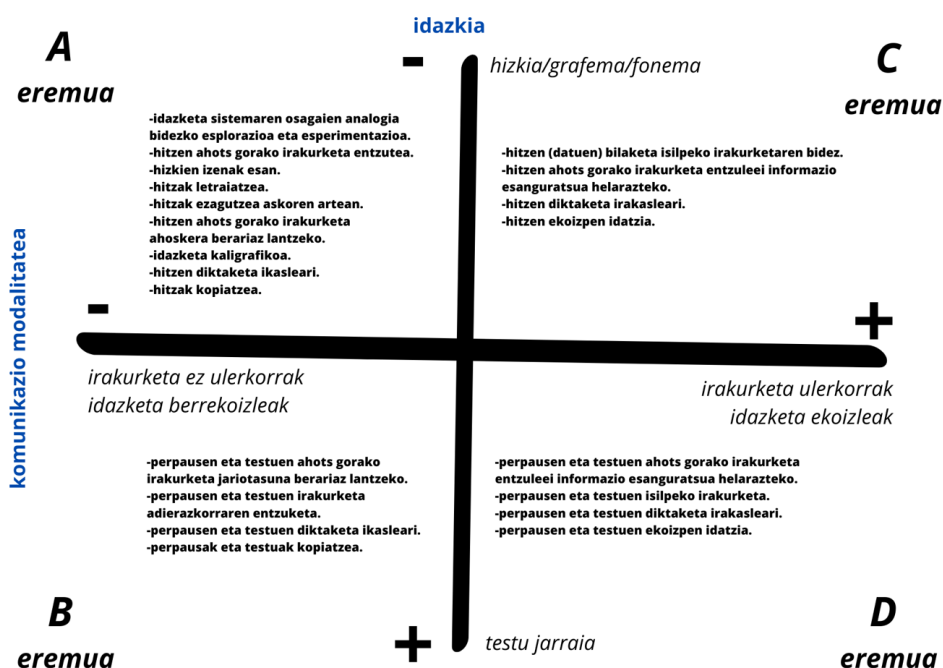 idazkia
A
eremua
-
hizkia/grafema/fonema
C
eremua
-idazketa sistemaren osagaien analogia
bidezko esplorazioa eta esperimentazioa.
-hitzen ahots gorako irakurketa entzutea.
-hizkien izenak esan.
-hitzak letraiatzea.
-hitzak ezagutzea askoren artean.
-hitzen ahots gorako irakurketa
ahoskera berariaz lantzeko.
-idazketa kaligrafikoa.
-hitzen diktaketa ikasleari.
-hitzak kopiatzea.
-hitzen (datuen) bilaketa isilpeko irakurketaren bidez.
-hitzen ahots gorako irakurketa entzuleei informazio
esanguratsua helarazteko.
-hitzen diktaketa irakasleari.
-hitzen ekoizpen idatzia.
komunikazio modalitatea
-
+
irakurketa ez ulerkorrak
idazketa berrekoizleak
irakurketa ulerkorrak
idazketa ekoizleak
-perpausen eta testuen ahots gorako
irakurketa jariotasuna berariaz lantzeko.
-perpausen eta testuen irakurketa
adierazkorraren entzuketa.
-perpausen eta testuen diktaketa ikasleari.
-perpausak eta testuak kopiatzea.
-perpausen eta testuen ahots gorako irakurketa
entzuleei informazio esanguratsua helarazteko.
-perpausen eta testuen isilpeko irakurketa.
-perpausen eta testuen diktaketa irakasleari.
-perpausen eta testuen ekoizpen idatzia.
B
eremua
+
testu jarraia
D
eremua